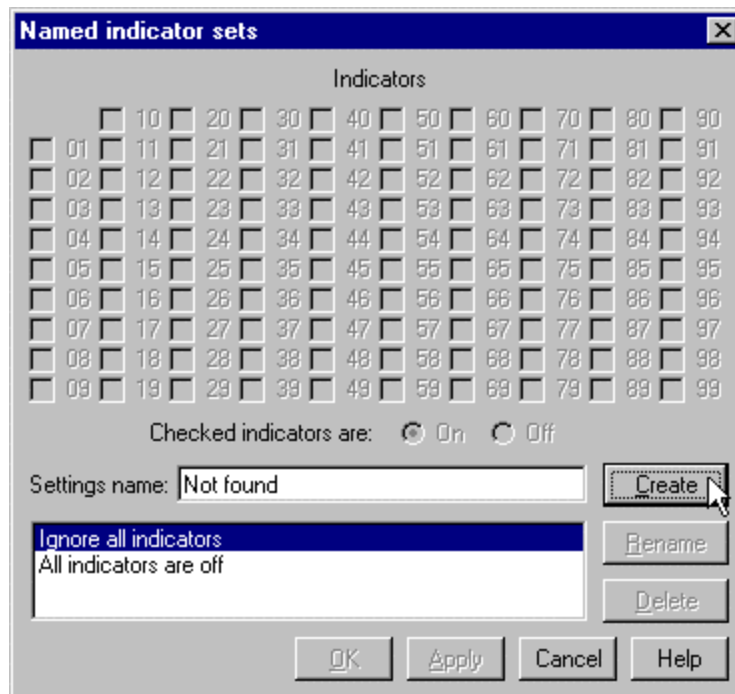 Named indicator sets
Indicators
10 20 30 40 50 60 70 80 90
01 11 21 31 41 51 61 71 81 91
02 12 22 32 42 52 62 72 82 92
03 13 23 33 43 53 63 73 83 93
04 14 24 34 44 54 64 74 84 94
05 15 25 35 45 55 65 75 85 95
06 16 26 36 46 56 66 76 86 96
07 17 27 37 47 57 67 77 87 97
08 18 28 38 48 58 68 78 88 98
09 19 29 39 49 59 69 79 89 99
Checked indicators are: On Off
Settings name: Not found Create
Ignore all indicators Rename
All indicators are off
Delete
OK Apply Cancel Help